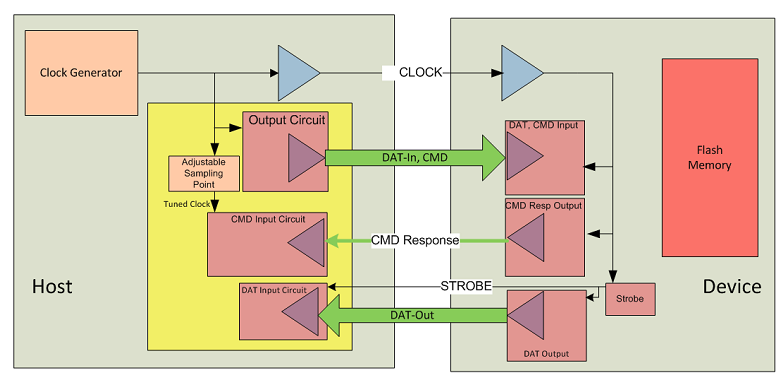 Clock Generator
CLOCK
Output Circuit
DAT, CMD Input
DAT-In, CMD
Flash
Memory
Adjustable
Sampling
Point
Tuned Clock
CMD Input Circuit
CMD Response
CMD Resp Output
Host
DAT Input Circuit
STROBE
Strobe
Device
DAT-Out
DAT Output